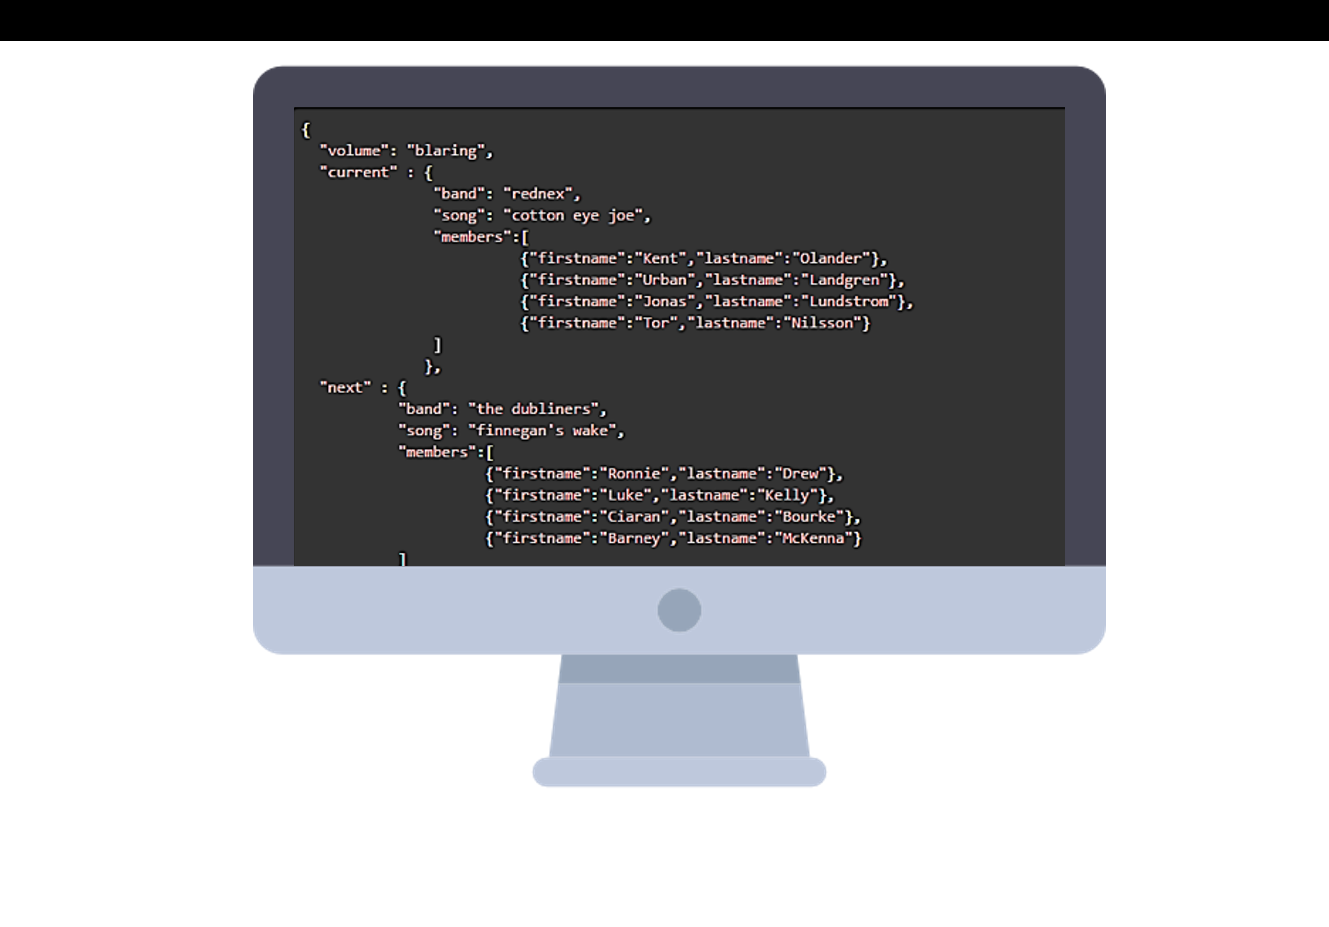 {
"volume": "blaring",
"current" : {
"band": "rednex",
"song": "cotton eye joe",
"members":[
{"firstname":"Kent","lastname":"Olander"},
{"firstname":"Urban","lastname":"Landgren"},
{"firstname":"Jonas","lastname":"Lundstrom"},
{"firstname":"Tor","lastname":"Nilsson"}
]
},
"next" : {
"band": "the dubliners",
"song": "finnegan's wake",
"members":[
{"firstname":"Ronnie","lastname":"Drew"},
{"firstname":"Luke","lastname":"Kelly"},
{"firstname":"Ciaran","lastname":"Bourke"},
{"firstname":"Barney","lastname":"McKenna"}
]